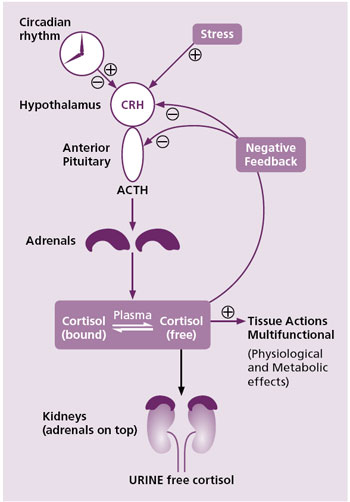 Circadian
rhythm
Stress
+
+
−
Hypothalamus
CRH
−
Anterior
Pituitary
−
Negative
Feedback
ACTH
Adrenals
+
Cortisol
(bound)
Plasma
Cortisol
(free)
Tissue Actions
Multifunctional
(Physiological
and Metabolic
effects)
Kidneys
(adrenals on top)
URINE free cortisol